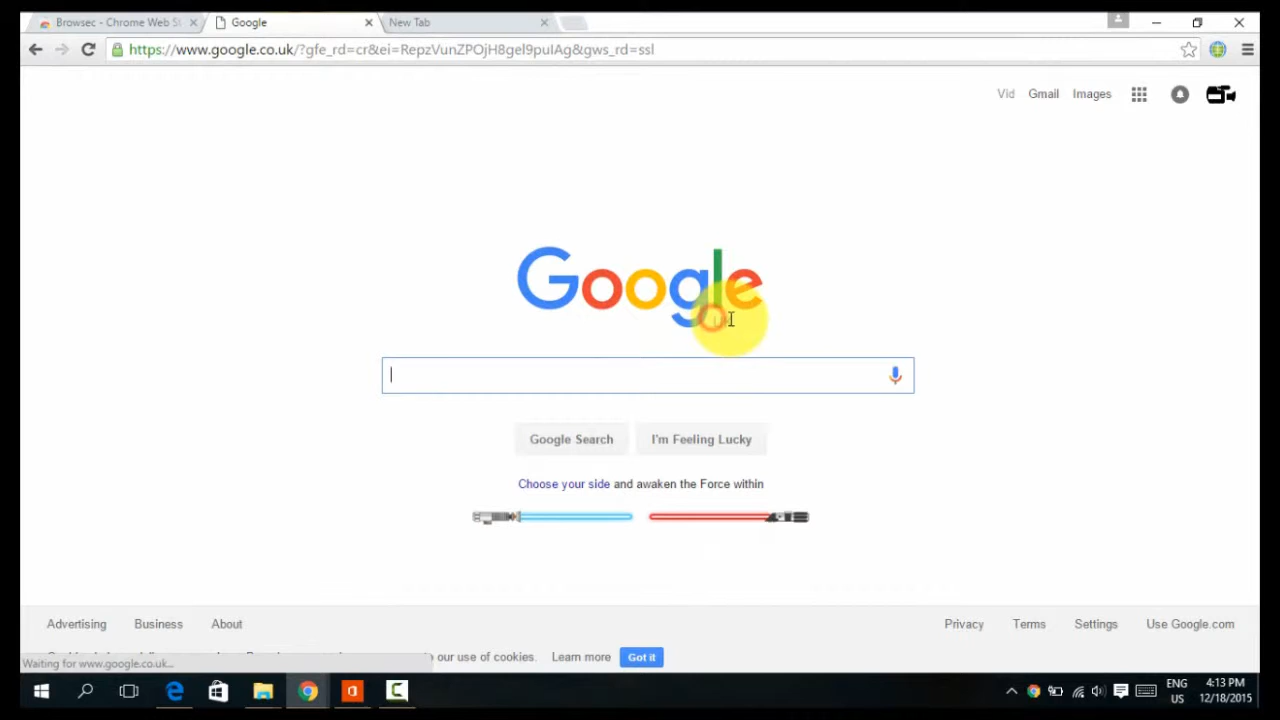 Browsec - Chrome Web St
Google
New Tab
https://www.google.co.uk/?gfe_rd=cr&ei=RepzVunZPOjH8gel9pulAg&gws_rd=ssl
Vid Gmail Images
Google
Google Search
I'm Feeling Lucky
Choose your side and awaken the Force within
Advertising Business About
Privacy Terms Settings Use Google.com
to our use of cookies. Learn more Got it
Waiting for www.google.co.uk...
ENG
US
4:13 PM
12/18/2015